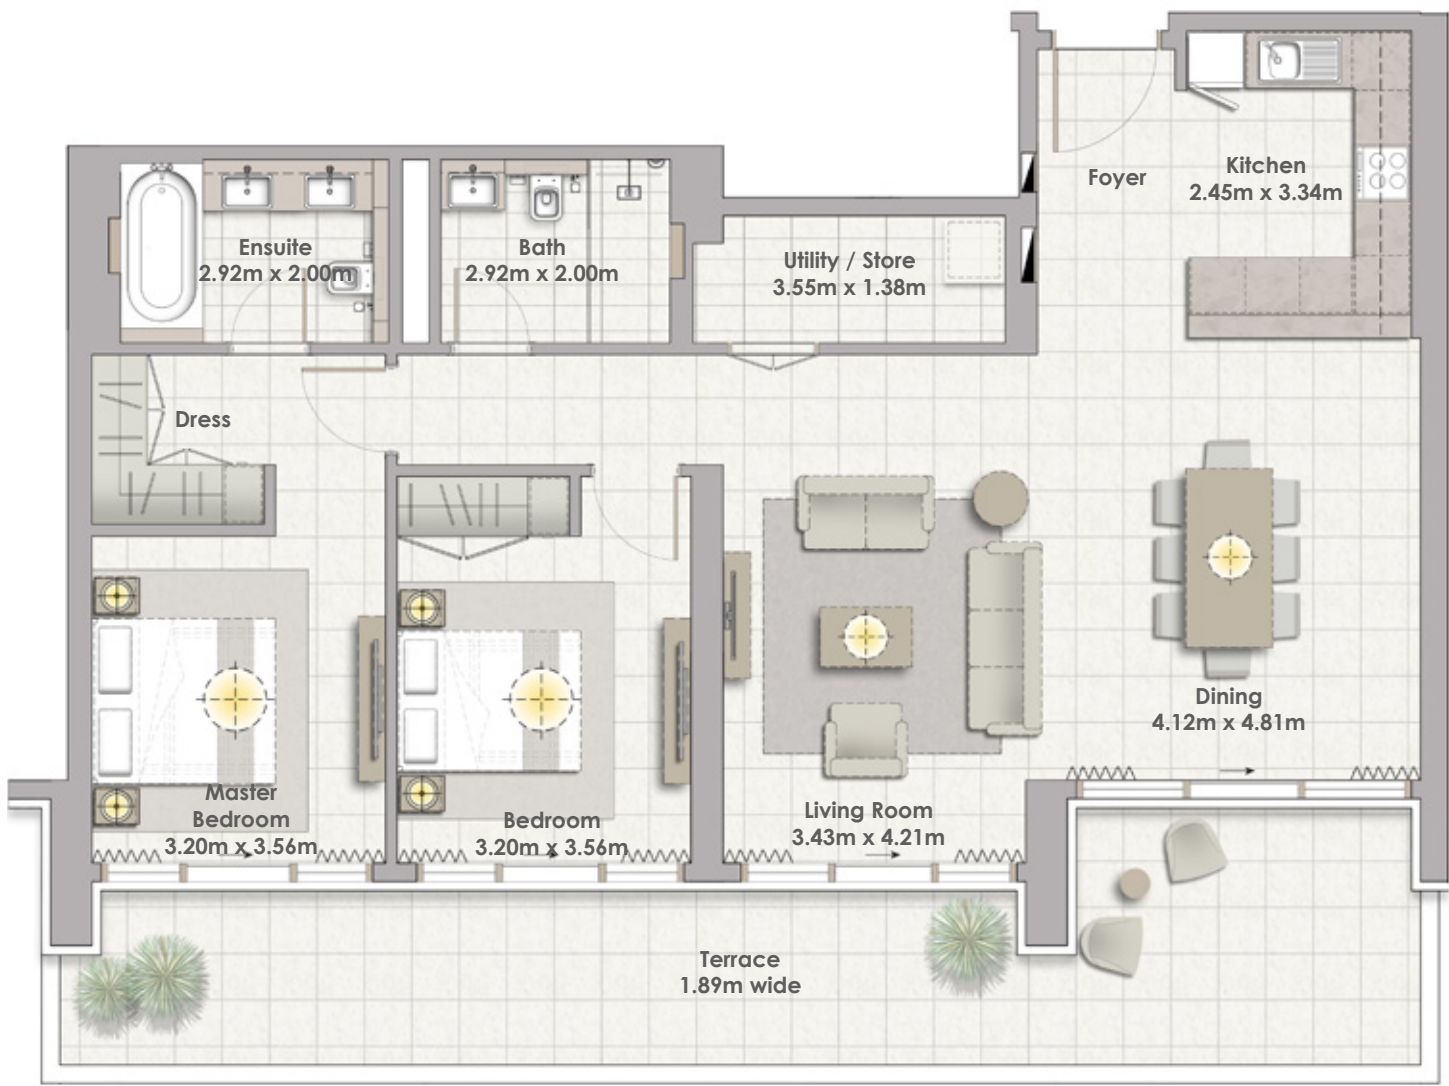 Kitchen
2.45m x 3.34m
Foyer
Ensuite
2.92m x 2.00m
Bath
2.92m x 2.00m
Utility / Store
3.55m x 1.38m
Dress
Dining
4.12m x 4.81m
Master
Bedroom
3.20m x 3.56m
Bedroom
3.20m x 3.56m
Living Room
3.43m x 4.21m
Terrace
1.89m wide